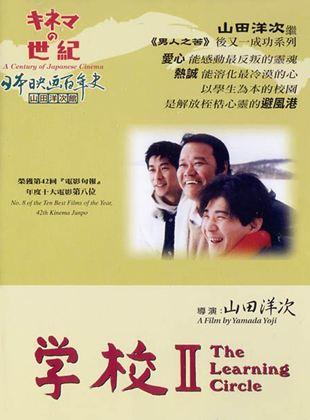 キネマ
の
世紀
A Century of Japanese Cinema
日本映画百年史
山田洋次篇
山田洋次繼
《男人之苦》後又一成功系列
愛心 能感動最反叛的靈魂
熱誠 能溶化最冷漠的心
以學生為本的校園
是解放桎梏心靈的避風港
榮獲第42回『電影旬報』
年度十大電影第八位
No. 8 of the Ten Best Films of the Year,
42th Kinema Junpo
導演：山田洋次
A Film by Yamada Yoji
学校 II The
Learning
Circle